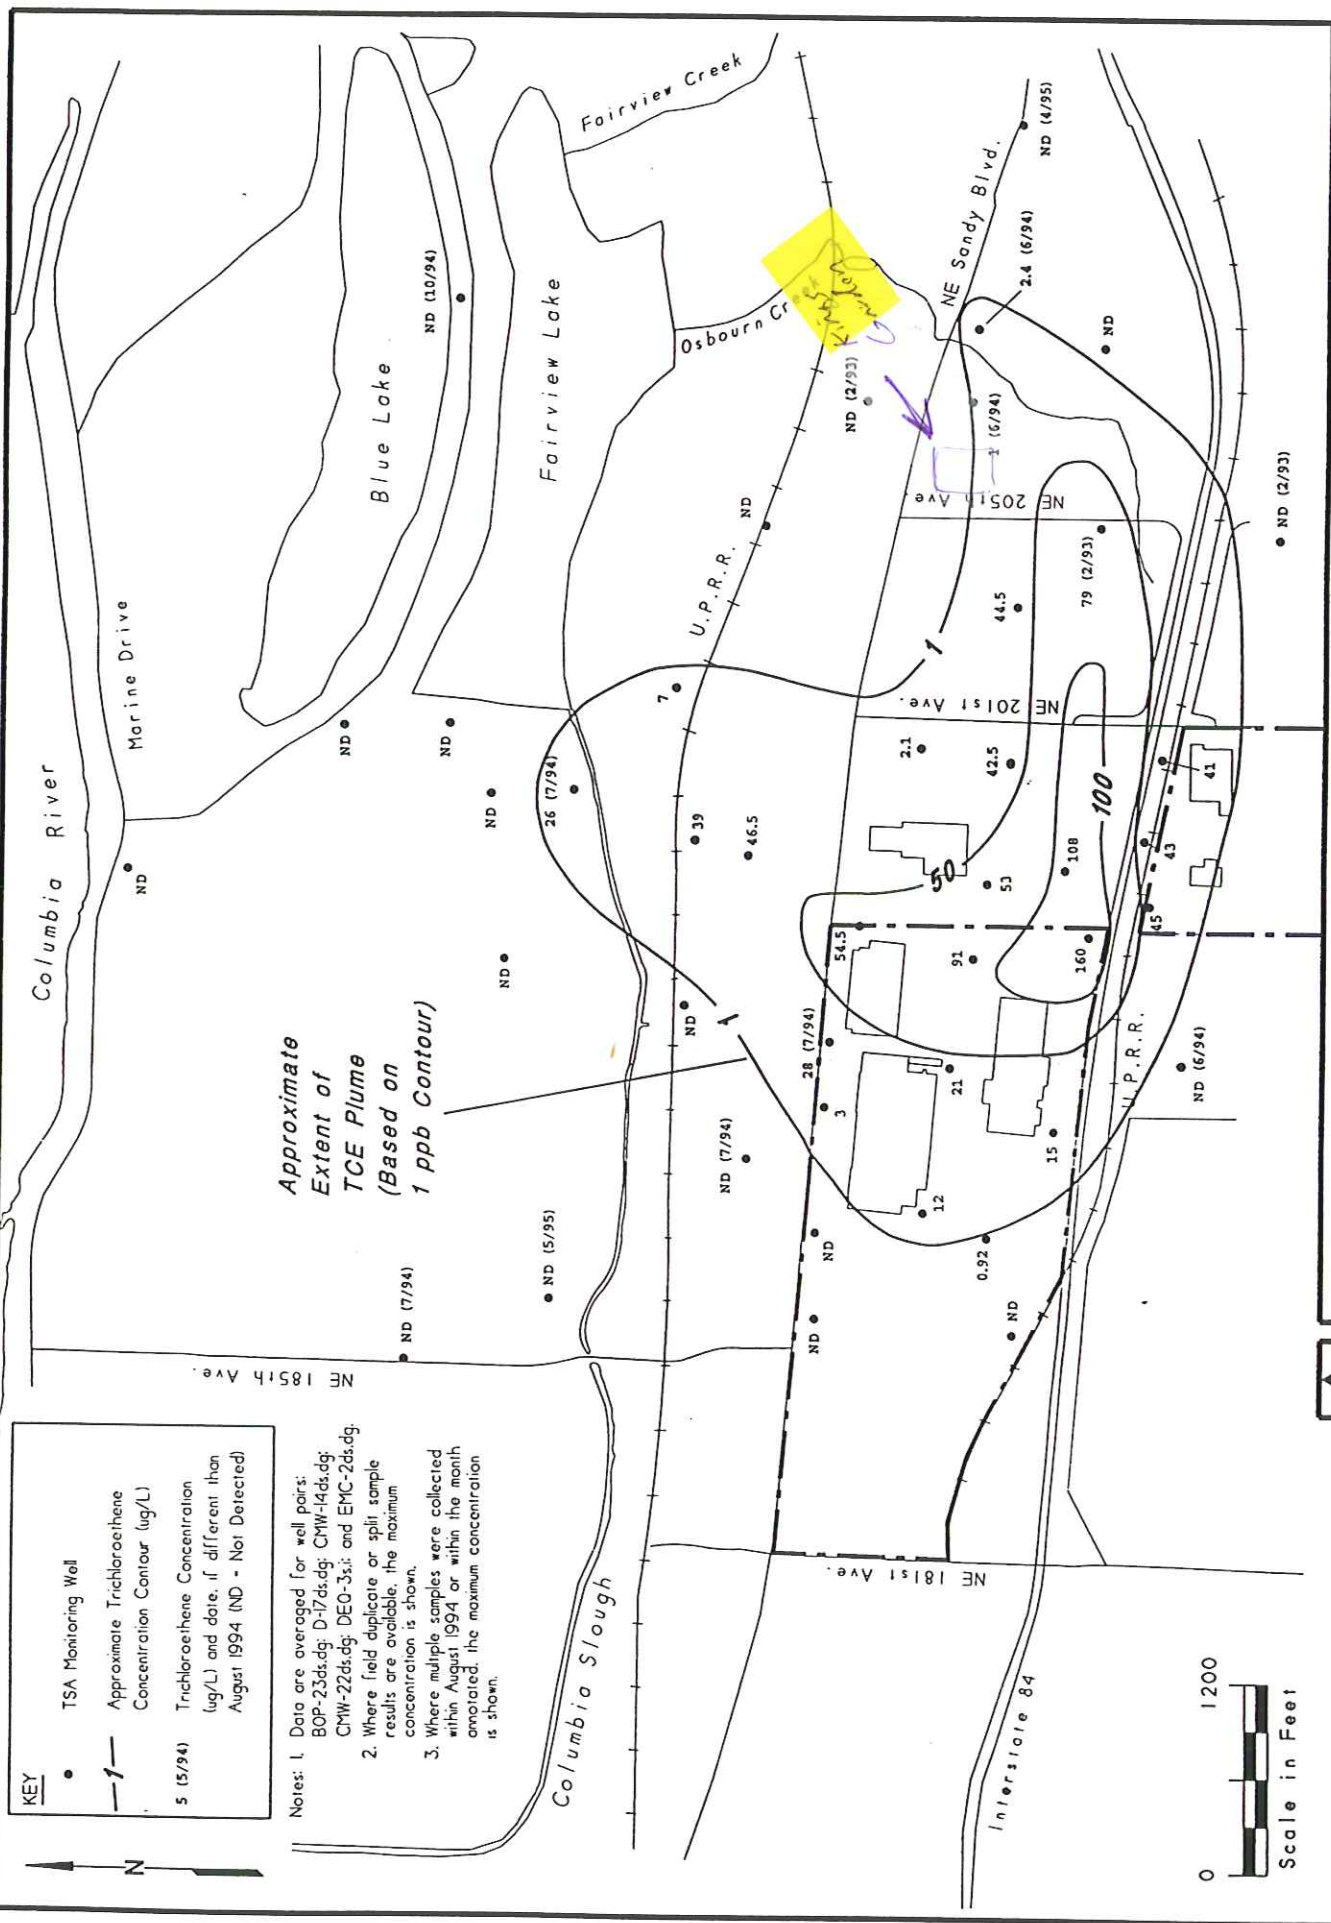 KEY
TSA Monitoring Well
1
Approximate Trichloroethene
Concentration Contour (ug/L)
5 (5/94)
Trichloroethene Concentration
(ug/L) and date, if different than
August 1994 (ND - Not Detected)
Notes: 1. Data are averaged for well pairs:
BOP-23ds,dg; D-17ds,dg; CMW-14ds,dg;
CMW-22ds,dg; DEO-3s,i; and EMC-2ds,dg.
2. Where field duplicate or split sample
results are available, the maximum
concentration is shown.
3. Where multiple samples were collected
within August 1994 or within the month
annotated, the maximum concentration
is shown.
N
Columbia River
Marine Drive
Blue Lake
Fairview Lake
Fairview Creek
Osbourn Creek
Columbia Slough
NE 185th Ave.
NE 181st Ave.
NE 201st Ave.
NE 205th Ave.
NE Sandy Blvd.
U.P.R.R.
U.P.R.R.
Interstate 84
Approximate
Extent of
TCE Plume
(Based on
1 ppb Contour)
ND
ND
ND
ND (10/94)
ND
ND
26 (7/94)
ND (7/94)
ND (5/95)
7
ND
39
46.5
ND
ND (7/94)
ND (2/93)
1 (6/94)
2.4 (6/94)
ND (4/95)
ND
ND (2/93)
1
1
50
100
2.1
42.5
44.5
79 (2/93)
53
108
54.5
91
160
28 (7/94)
3
21
15
12
0.92
ND
ND
ND
45
43
41
ND (6/94)
0 1200
Scale in Feet